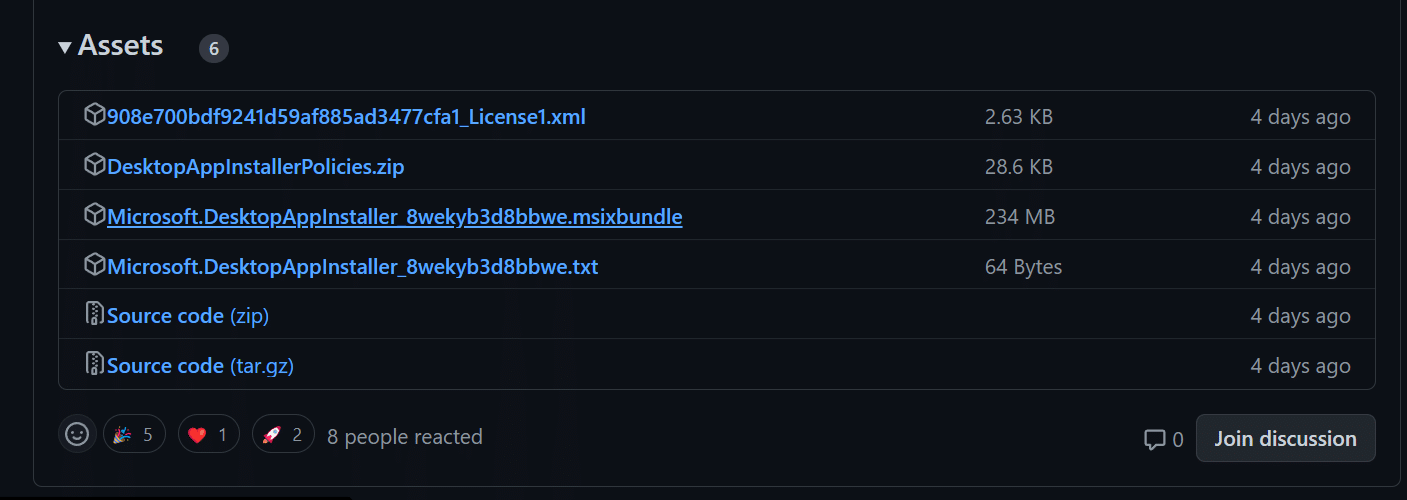 Assets 6
908e700bdf9241d59af885ad3477cfa1_License1.xml 2.63 KB 4 days ago
DesktopAppInstallerPolicies.zip 28.6 KB 4 days ago
Microsoft.DesktopAppInstaller_8wekyb3d8bbwe.msixbundle 234 MB 4 days ago
Microsoft.DesktopAppInstaller_8wekyb3d8bbwe.txt 64 Bytes 4 days ago
Source code (zip) 4 days ago
Source code (tar.gz) 4 days ago
5 1 2 8 people reacted 0 Join discussion